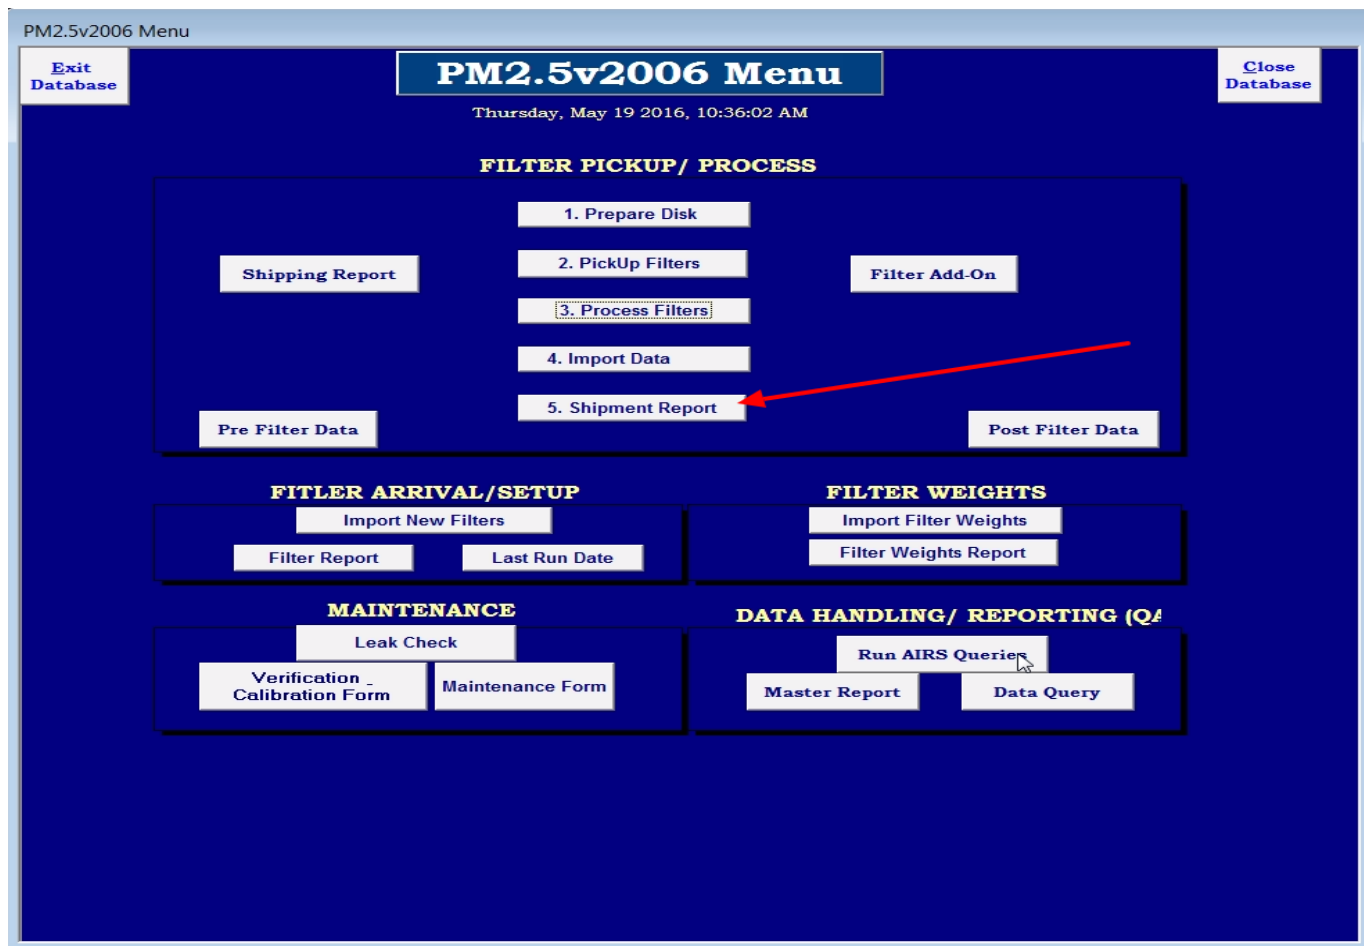 PM2.5v2006 Menu
Exit
Database
PM2.5v2006 Menu
Close
Database
Thursday, May 19 2016, 10:36:02 AM
FILTER PICKUP/ PROCESS
1. Prepare Disk
2. PickUp Filters
Shipping Report
Filter Add-On
3. Process Filters
4. Import Data
5. Shipment Report
Pre Filter Data
Post Filter Data
FITLER ARRIVAL/SETUP
Import New Filters
Filter Report
Last Run Date
FILTER WEIGHTS
Import Filter Weights
Filter Weights Report
MAINTENANCE
Leak Check
Verification -
Calibration Form
Maintenance Form
DATA HANDLING/ REPORTING (QA
Run AIRS Queries
Master Report
Data Query